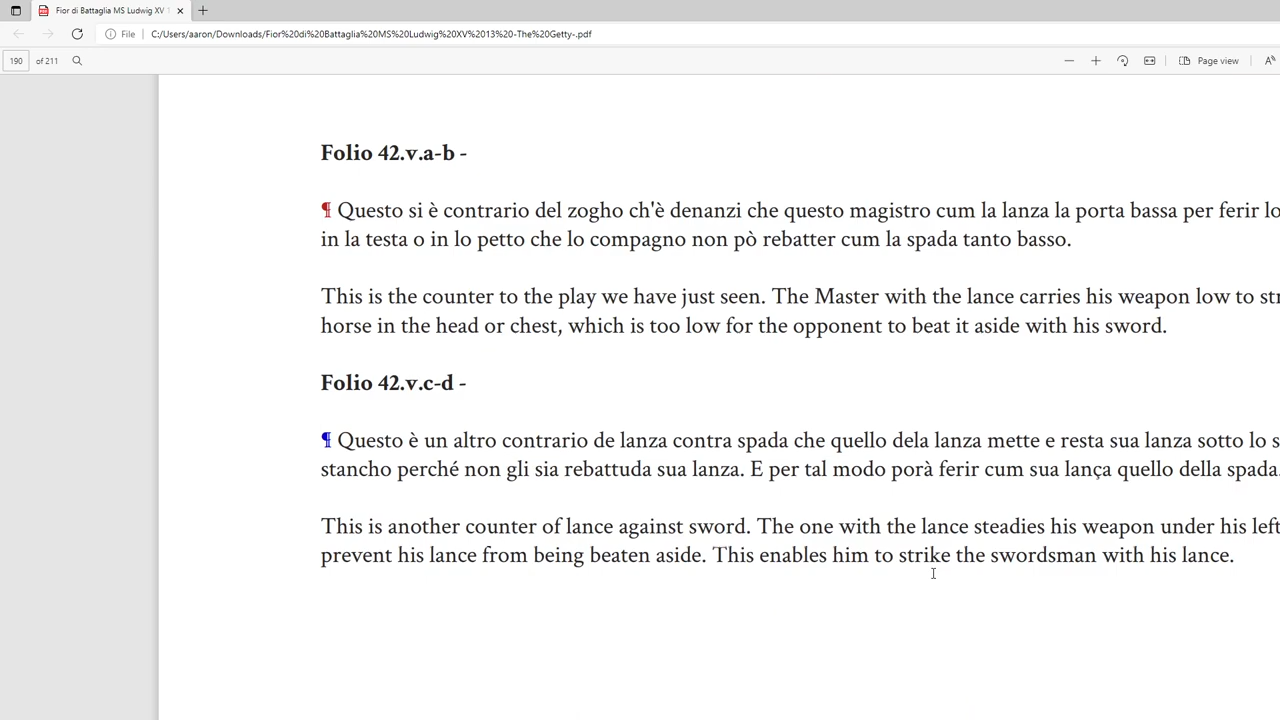 Fior di Battaglia MS Ludwig XV
File C:/Users/aaron/Downloads/Fior%20di%20Battaglia%20MS%20Ludwig%20XV%2013%20-The%20Getty-.pdf
190 of 211 Page view
Folio 42.v.a-b -
¶ Questo si è contrario del zogho ch'è denanzi che questo magistro cum la lanza la porta bassa per ferir lo
in la testa o in lo petto che lo compagno non pò rebatter cum la spada tanto basso.
This is the counter to the play we have just seen. The Master with the lance carries his weapon low to
horse in the head or chest, which is too low for the opponent to beat it aside with his sword.
Folio 42.v.c-d -
¶ Questo è un altro contrario de lanza contra spada che quello dela lanza mette e resta sua lanza sotto lo
stancho perché non gli sia rebattuda sua lanza. E per tal modo porà ferir cum sua lança quello della spada.
This is another counter of lance against sword. The one with the lance steadies his weapon under his left
prevent his lance from being beaten aside. This enables him to strike the swordsman with his lance.